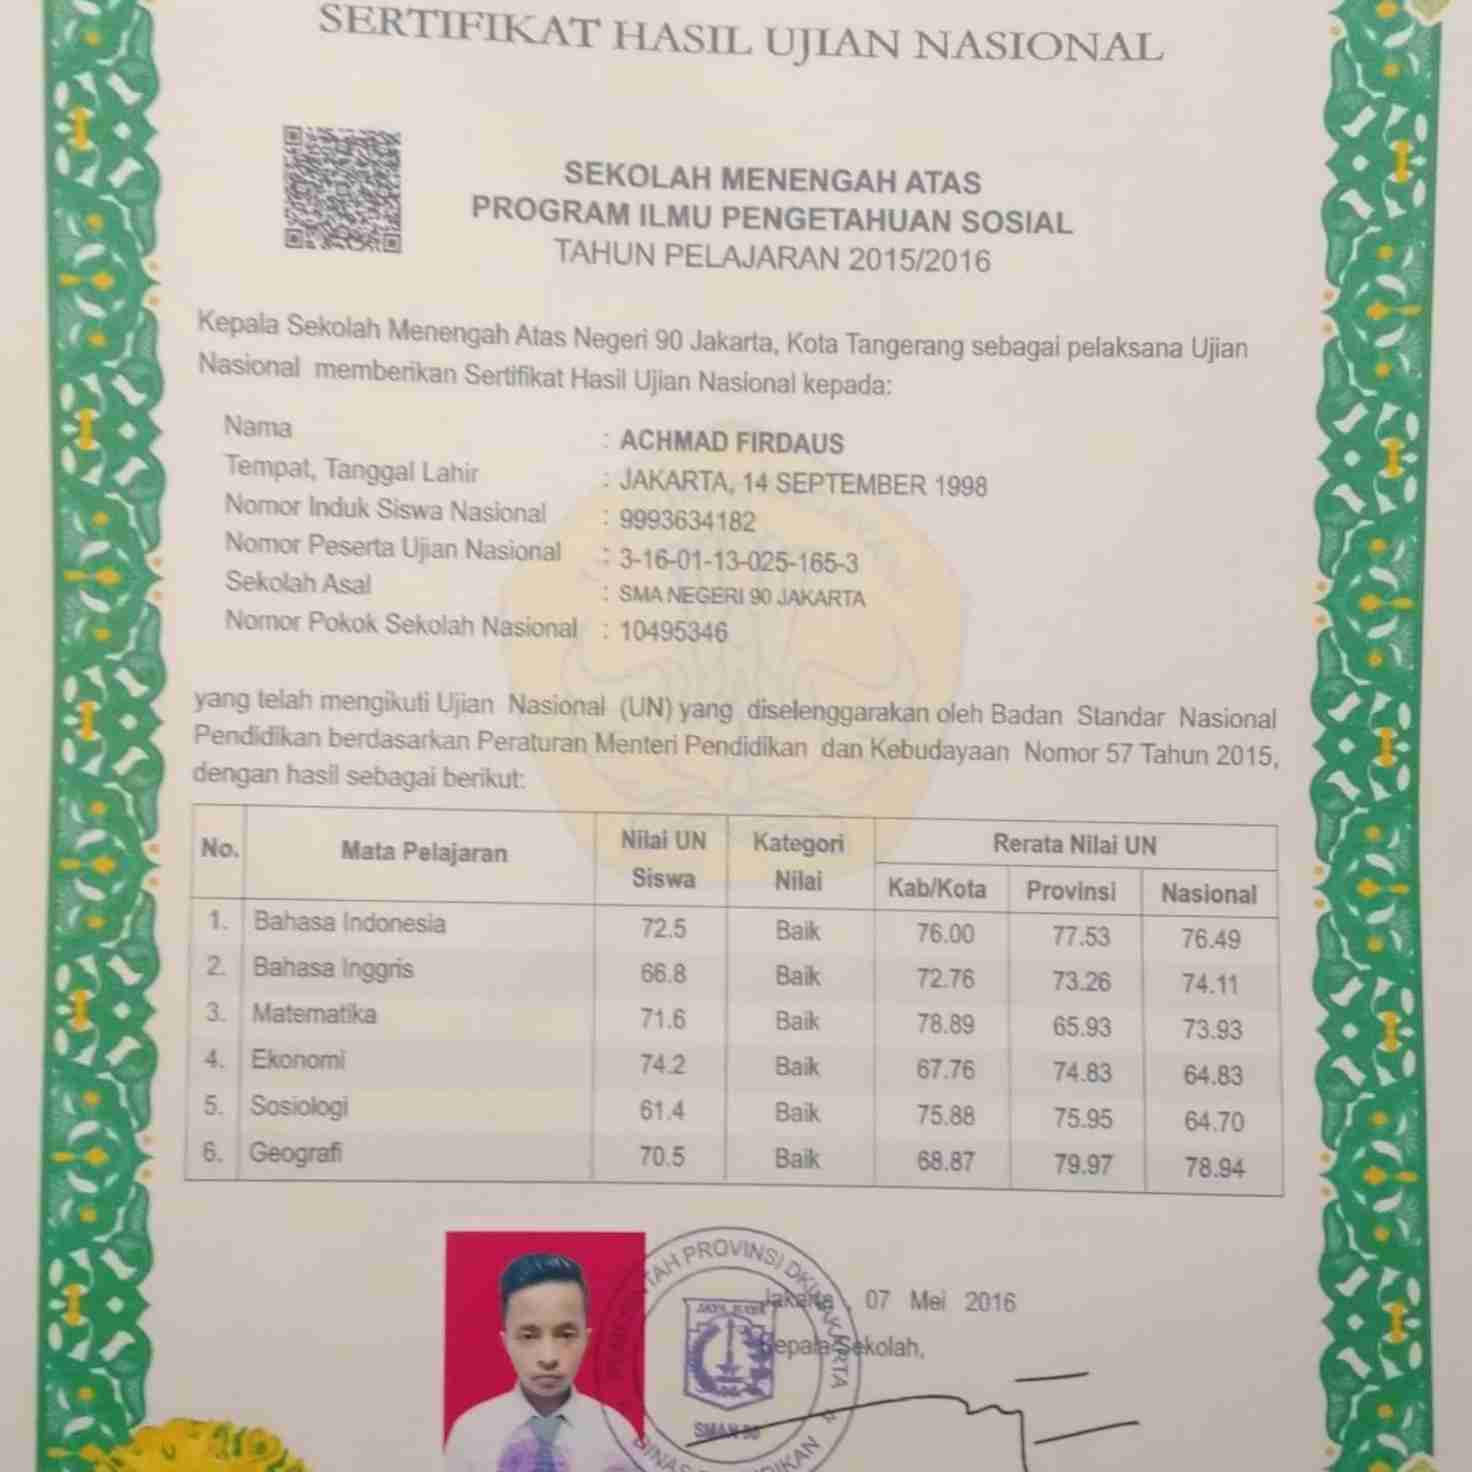 SERTIFIKAT HASIL UJIAN NASIONAL
SEKOLAH MENENGAH ATAS
PROGRAM ILMU PENGETAHUAN SOSIAL
TAHUN PELAJARAN 2015/2016
Kepala Sekolah Menengah Atas Negeri 90 Jakarta, Kota Tangerang sebagai pelaksana Ujian
Nasional memberikan Sertifikat Hasil Ujian Nasional kepada:
Nama : ACHMAD FIRDAUS
Tempat, Tanggal Lahir : JAKARTA, 14 SEPTEMBER 1998
Nomor Induk Siswa Nasional : 9993634182
Nomor Peserta Ujian Nasional : 3-16-01-13-025-165-3
Sekolah Asal : SMA NEGERI 90 JAKARTA
Nomor Pokok Sekolah Nasional : 10495346
yang telah mengikuti Ujian Nasional (UN) yang diselenggarakan oleh Badan Standar Nasional
Pendidikan berdasarkan Peraturan Menteri Pendidikan dan Kebudayaan Nomor 57 Tahun 2015,
dengan hasil sebagai berikut:
No. Mata Pelajaran Nilai UN Siswa Kategori Nilai Rerata Nilai UN
Kab/Kota Provinsi Nasional
1. Bahasa Indonesia 72.5 Baik 76.00 77.53 76.49
2. Bahasa Inggris 66.8 Baik 72.76 73.26 74.11
3. Matematika 71.6 Baik 78.89 65.93 73.93
4. Ekonomi 74.2 Baik 67.76 74.83 64.83
5. Sosiologi 61.4 Baik 75.88 75.95 64.70
6. Geografi 70.5 Baik 68.87 79.97 78.94
PROVINSI DKI JAKARTA
JAYA RAYA
SMAN 90
Jakarta, 07 Mei 2016
Kepala Sekolah,